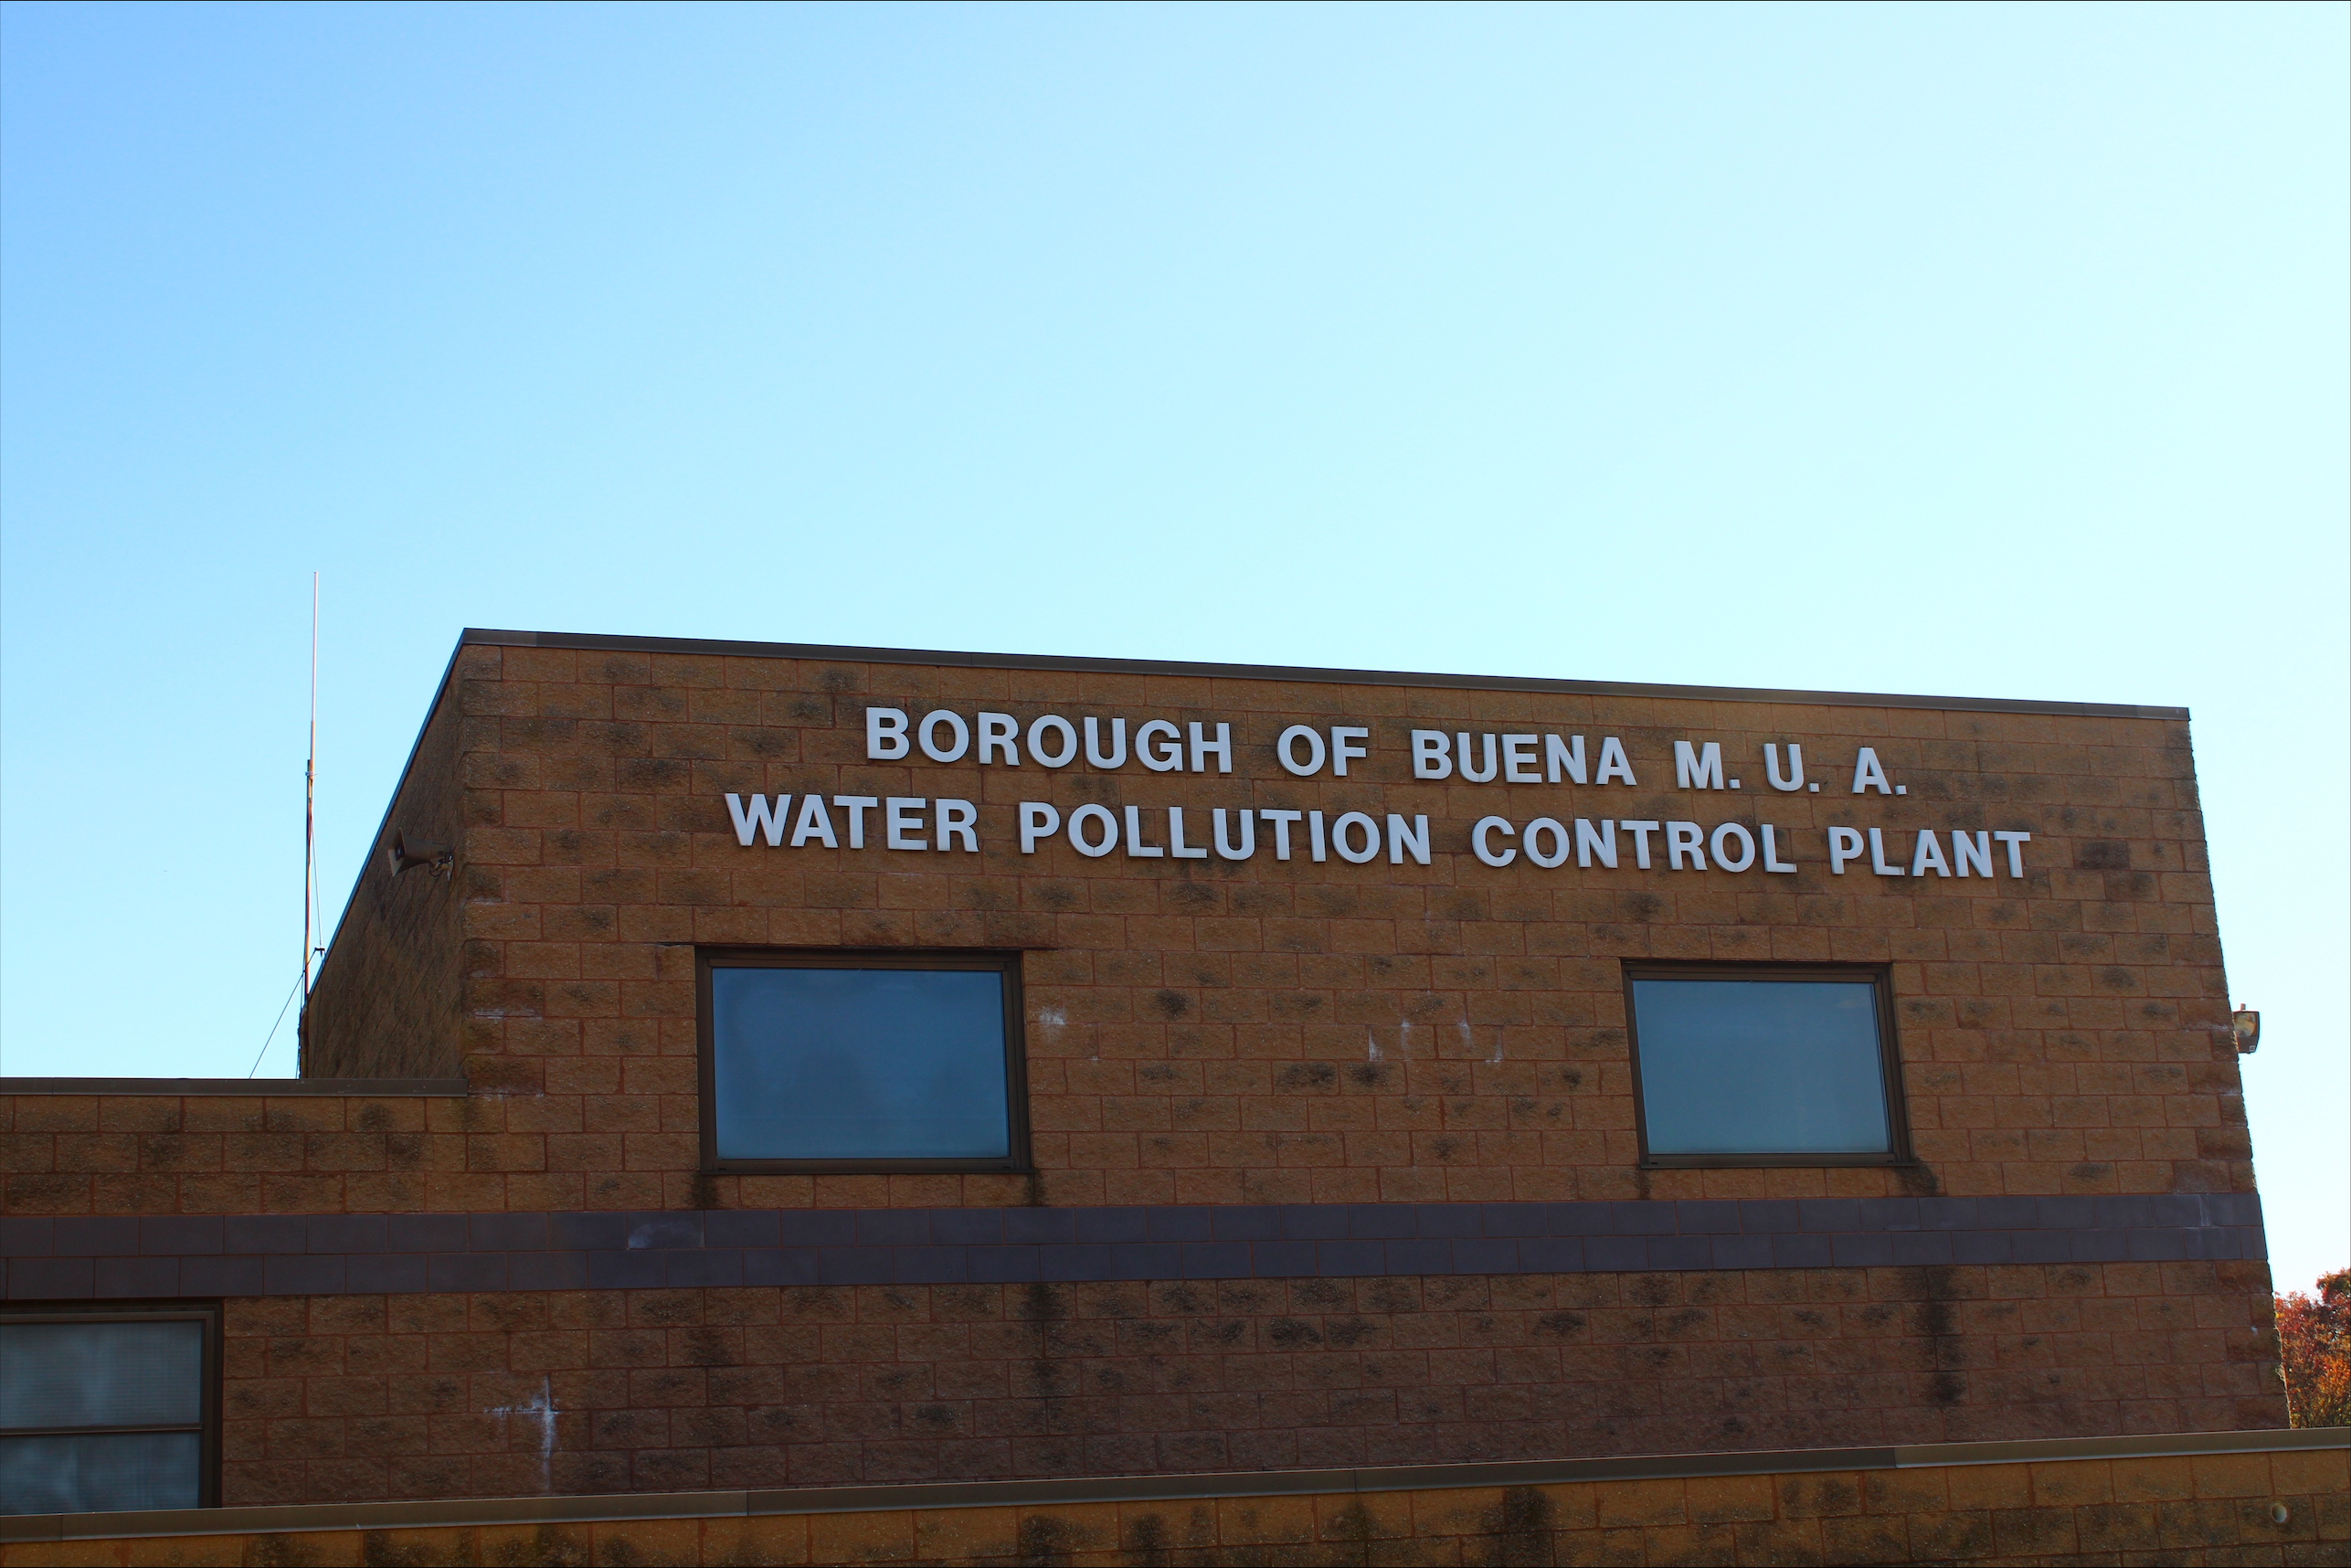 BOROUGH OF BUENA M. U. A.
WATER POLLUTION CONTROL PLANT